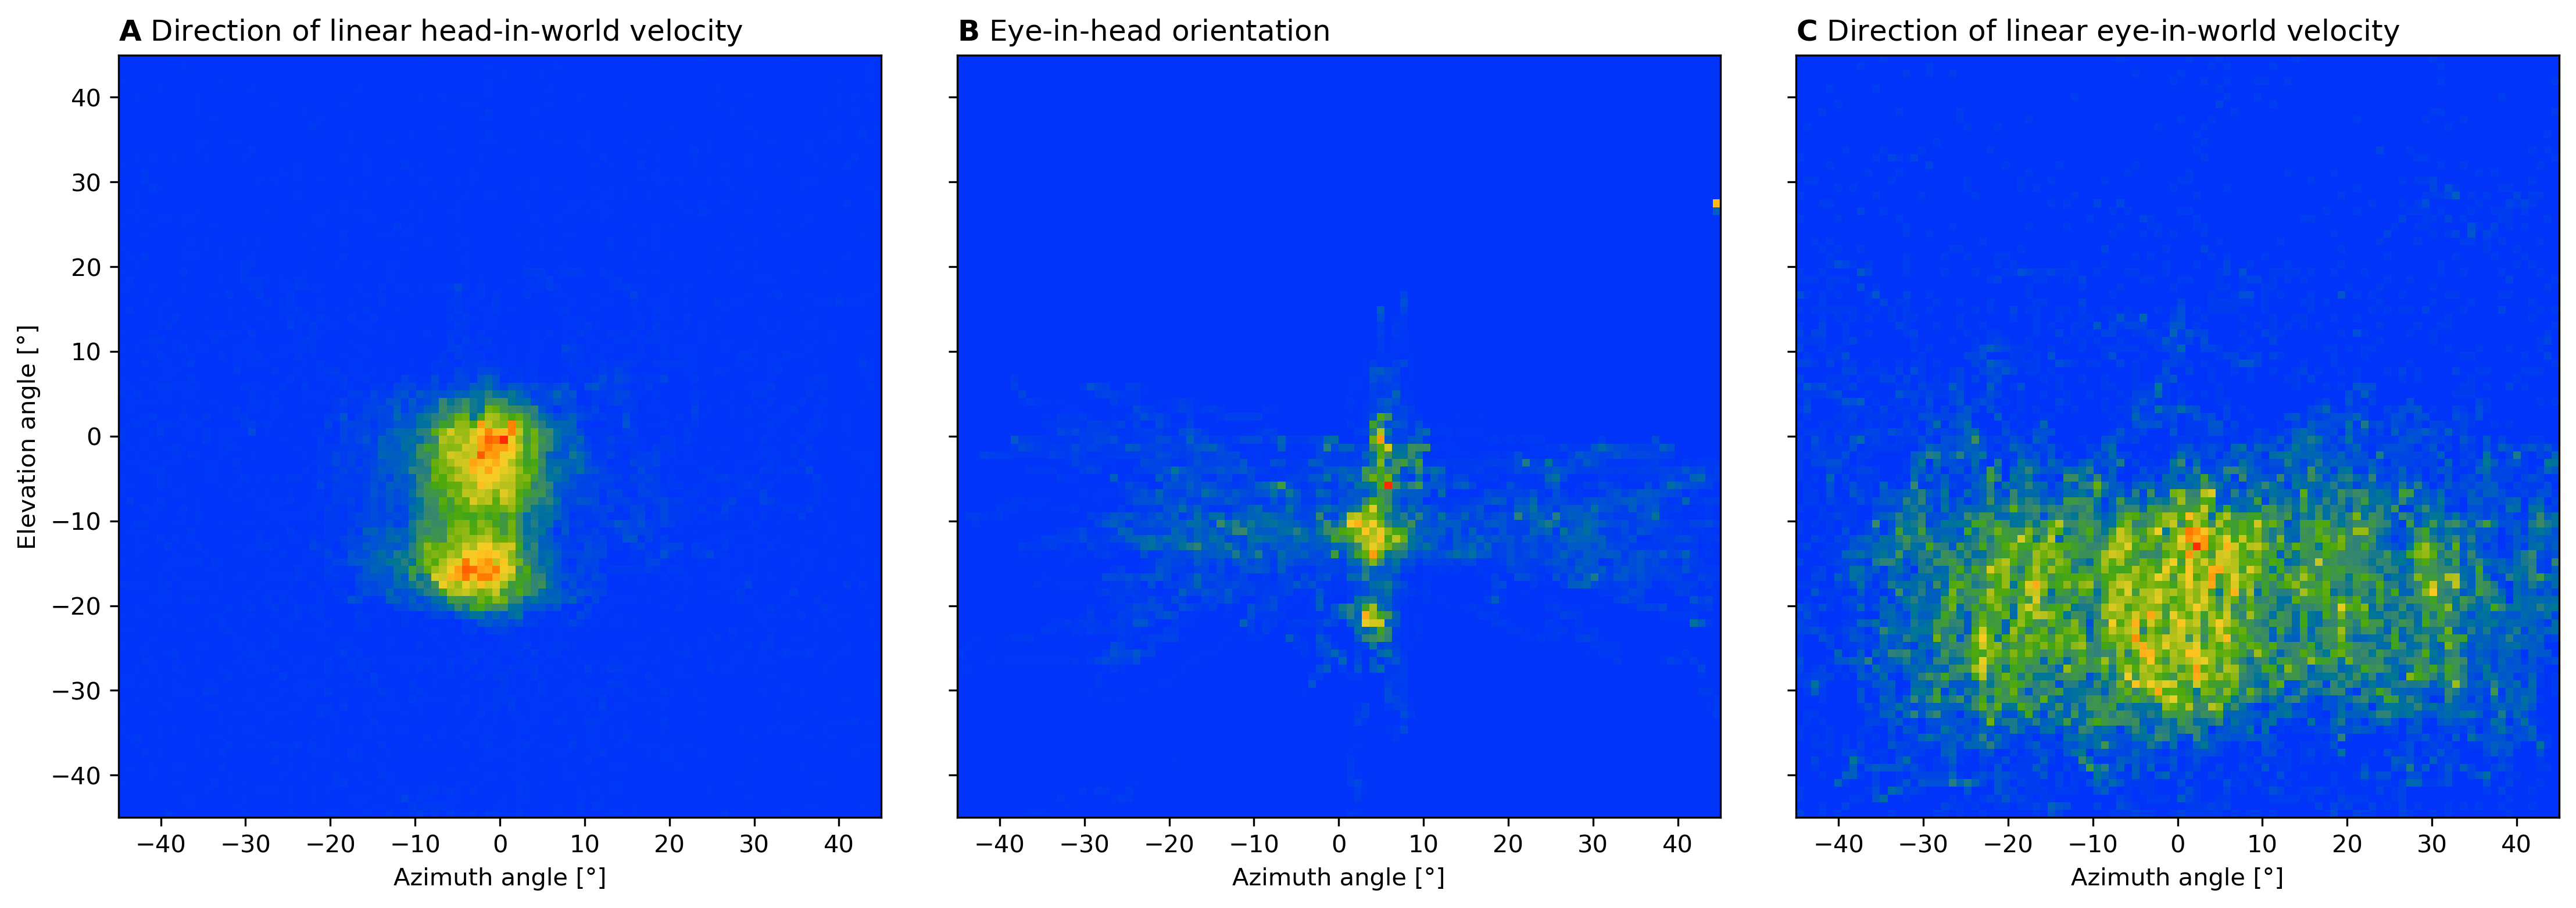 A Direction of linear head-in-world velocity
B Eye-in-head orientation
C Direction of linear eye-in-world velocity
Elevation angle [°]
40
30
20
10
0
−10
−20
−30
−40
−40 −30 −20 −10 0 10 20 30 40
−40 −30 −20 −10 0 10 20 30 40
−40 −30 −20 −10 0 10 20 30 40
Azimuth angle [°]
Azimuth angle [°]
Azimuth angle [°]